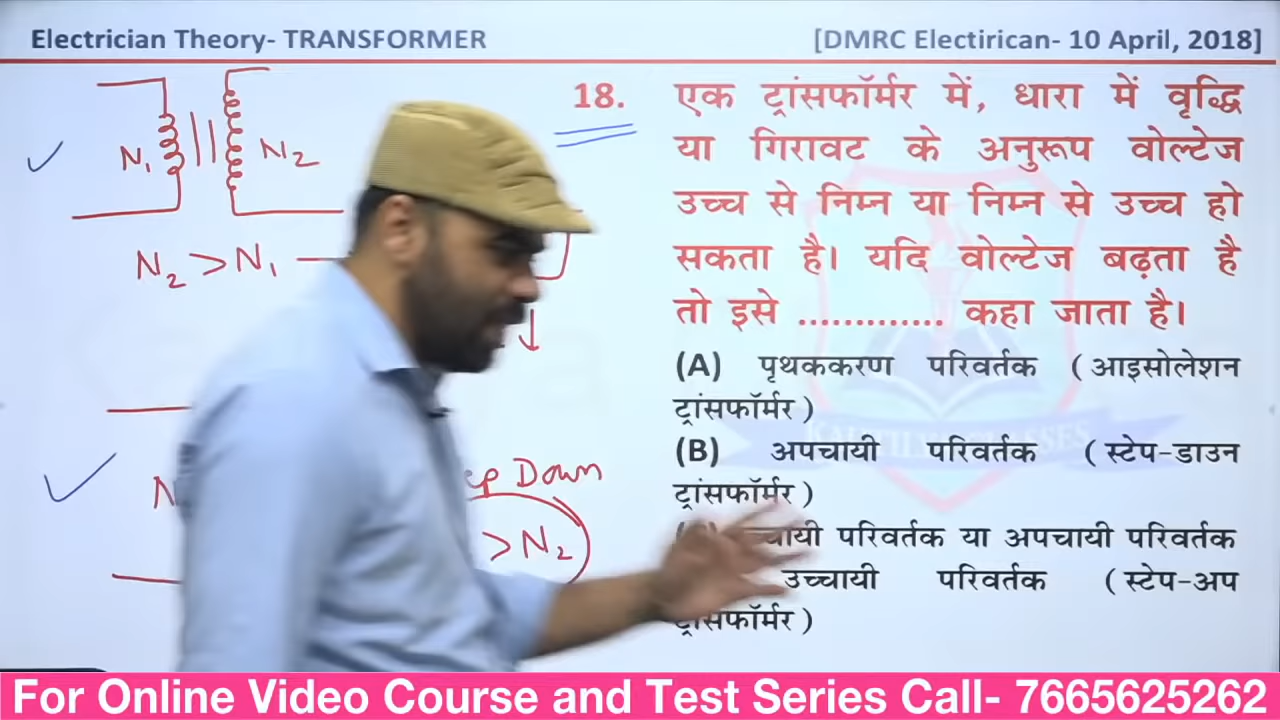 Electrician Theory- TRANSFORMER
[DMRC Electirican- 10 April, 2018]
N₁
N₂
N₂ > N₁
Down
> N₂
18. एक ट्रांसफॉर्मर में, धारा में वृद्धि
या गिरावट के अनुरूप वोल्टेज
उच्च से निम्न या निम्न से उच्च हो
सकता है। यदि वोल्टेज बढ़ता है
तो इसे ............. कहा जाता है।
(A) पृथककरण परिवर्तक (आइसोलेशन
ट्रांसफॉर्मर)
(B) अपचायी परिवर्तक (स्टेप-डाउन
ट्रांसफॉर्मर)
परिवर्तक या अपचायी परिवर्तक
उच्चायी परिवर्तक (स्टेप-अप
ट्रांसफॉर्मर)
For Online Video Course and Test Series Call- 7665625262